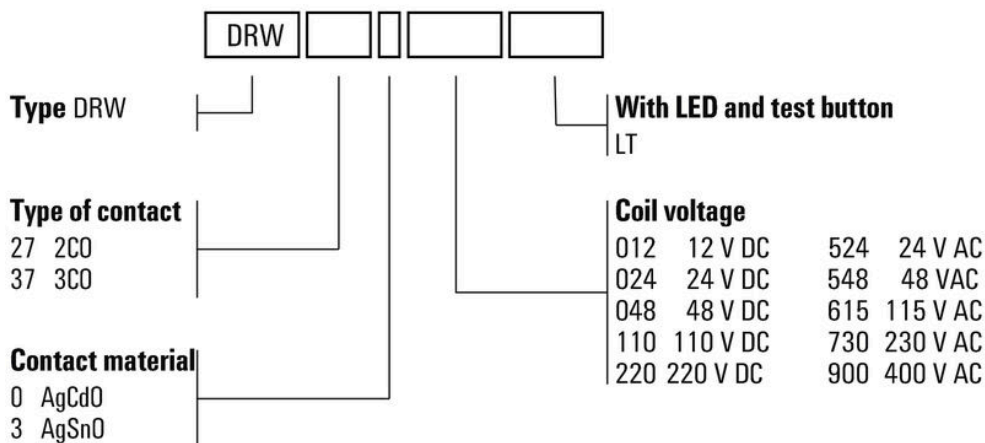 DRW
Type DRW
With LED and test button
LT
Type of contact
27 2CO
37 3CO
Contact material
0 AgCdO
3 AgSnO
Coil voltage
012 12 V DC 524 24 V AC
024 24 V DC 548 48 VAC
048 48 V DC 615 115 V AC
110 110 V DC 730 230 V AC
220 220 V DC 900 400 V AC